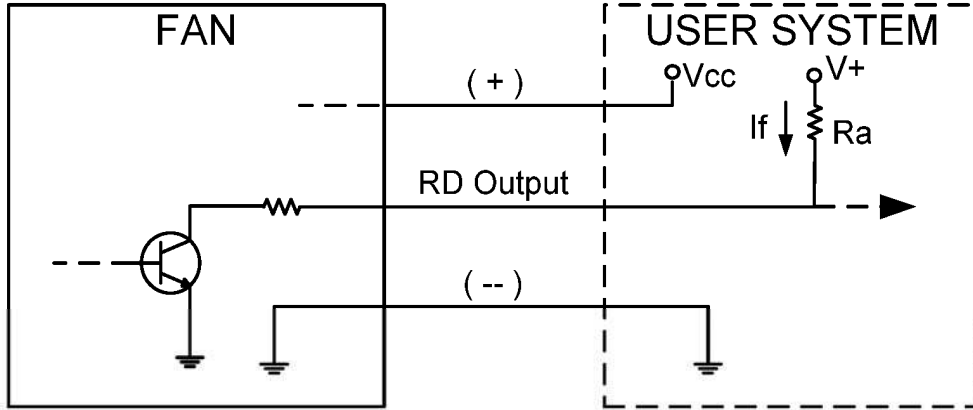 FAN
USER SYSTEM
( + )
Vcc
V+
If
Ra
RD Output
( -- )